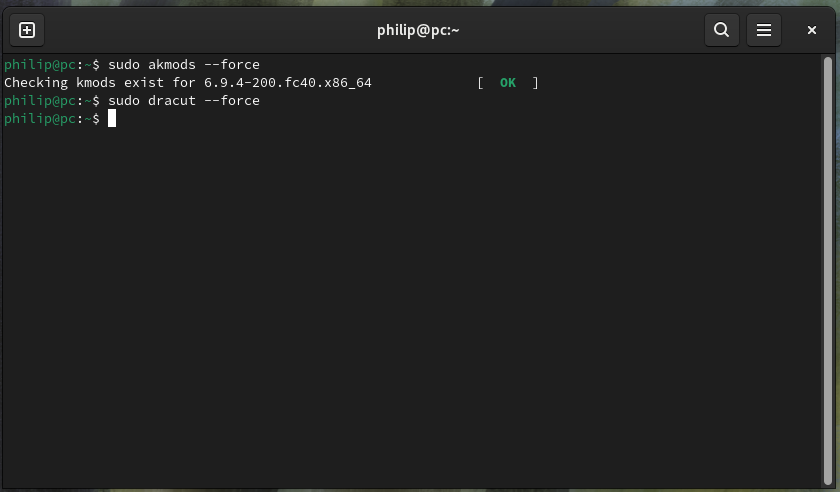 philip@pc:~
philip@pc:~$ sudo akmods --force
Checking kmods exist for 6.9.4-200.fc40.x86_64 [ OK ]
philip@pc:~$ sudo dracut --force
philip@pc:~$